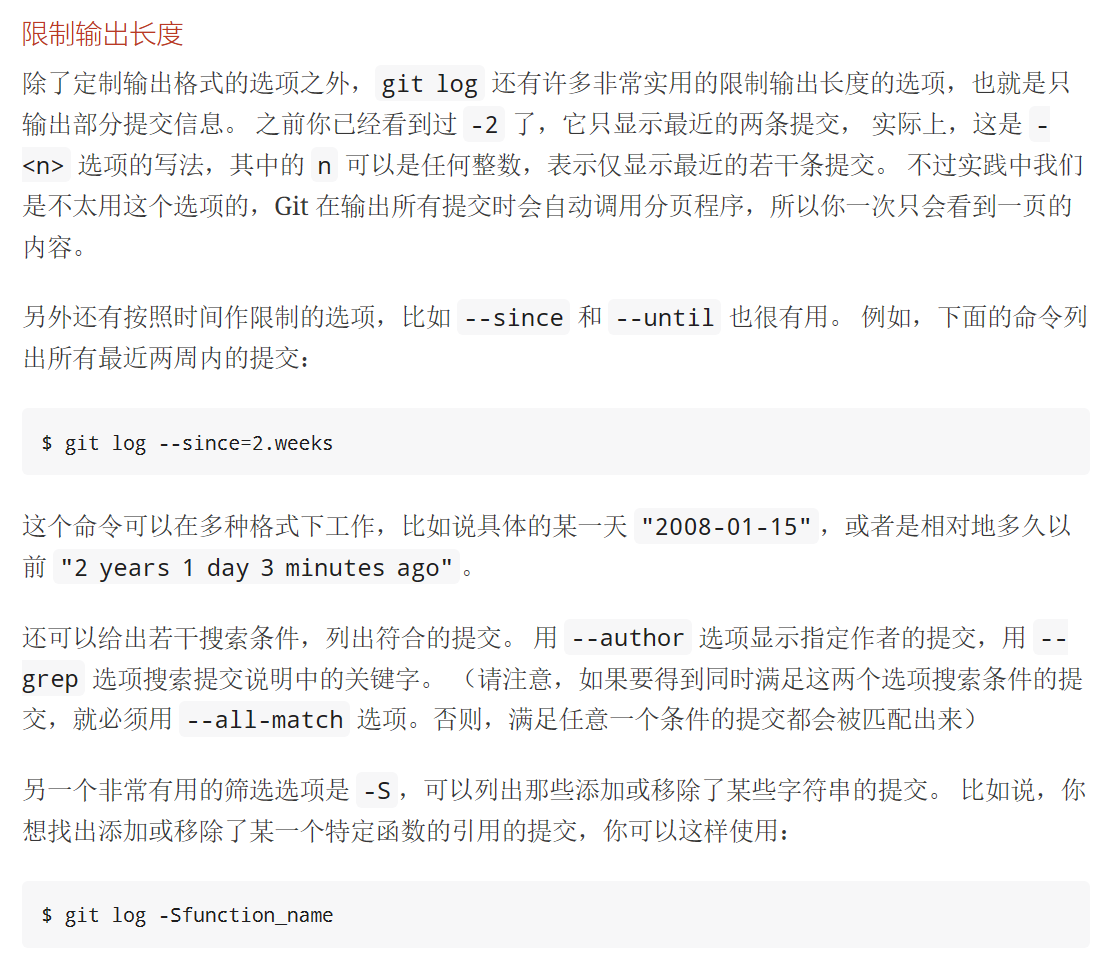 限制输出长度
除了定制输出格式的选项之外， git log 还有许多非常实用的限制输出长度的选项，也就是只
输出部分提交信息。 之前你已经看到过 -2 了，它只显示最近的两条提交， 实际上，这是 -
<n> 选项的写法，其中的 n 可以是任何整数，表示仅显示最近的若干条提交。 不过实践中我们
是不太用这个选项的，Git 在输出所有提交时会自动调用分页程序，所以你一次只会看到一页的
内容。
另外还有按照时间作限制的选项，比如 --since 和 --until 也很有用。 例如，下面的命令列
出所有最近两周内的提交：
$ git log --since=2.weeks
这个命令可以在多种格式下工作，比如说具体的某一天 "2008-01-15"，或者是相对地多久以
前 "2 years 1 day 3 minutes ago"。
还可以给出若干搜索条件，列出符合的提交。 用 --author 选项显示指定作者的提交，用 --
grep 选项搜索提交说明中的关键字。 （请注意，如果要得到同时满足这两个选项搜索条件的提
交，就必须用 --all-match 选项。否则，满足任意一个条件的提交都会被匹配出来）
另一个非常有用的筛选选项是 -S，可以列出那些添加或移除了某些字符串的提交。 比如说，你
想找出添加或移除了某一个特定函数的引用的提交，你可以这样使用：
$ git log -Sfunction_name